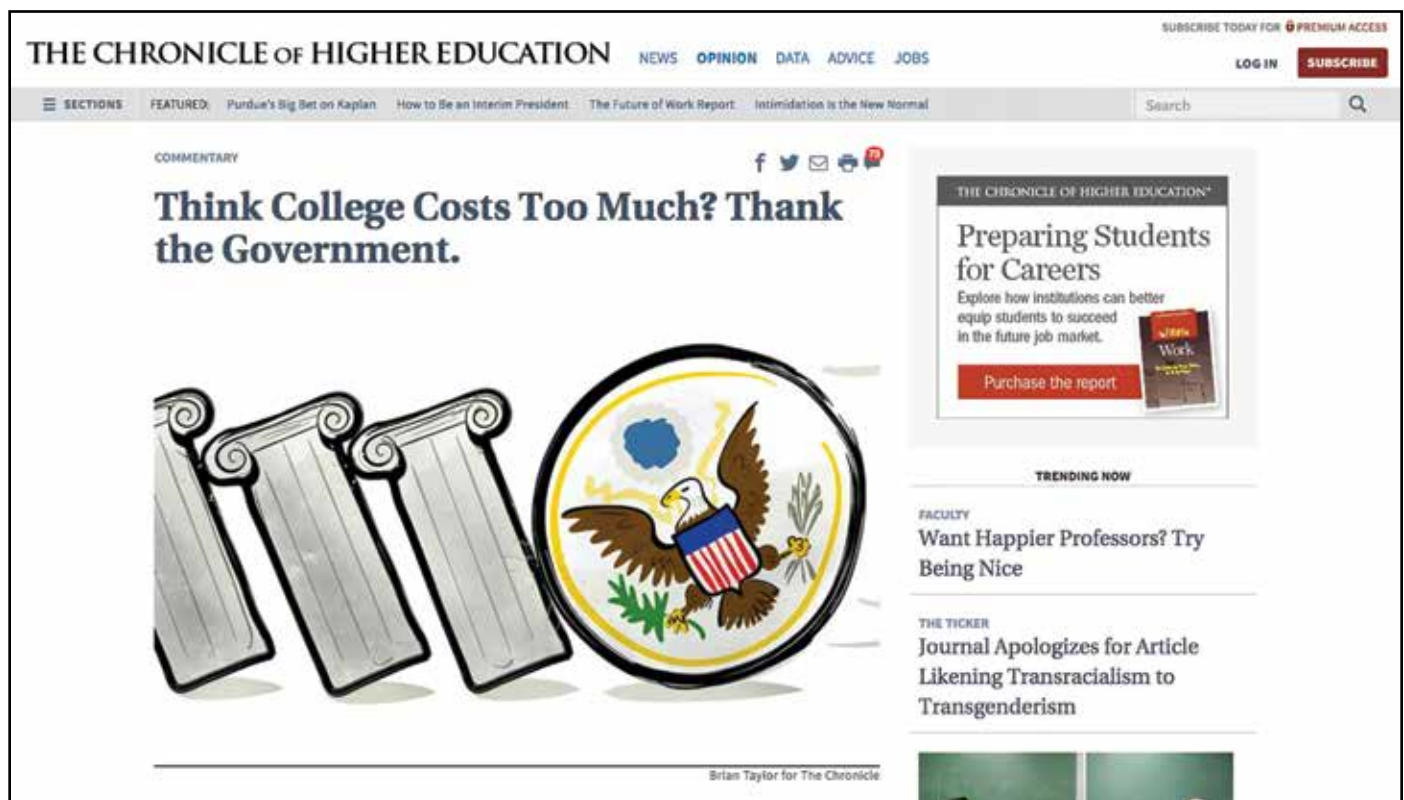 SUBSCRIBE TODAY FOR PREMIUM ACCESS
THE CHRONICLE OF HIGHER EDUCATION NEWS OPINION DATA ADVICE JOBS LOG IN SUBSCRIBE
SECTIONS FEATURED: Purdue's Big Bet on Kaplan How to Be an Interim President The Future of Work Report Intimidation Is the New Normal Search
COMMENTARY
Think College Costs Too Much? Thank
the Government.
Brian Taylor for The Chronicle
THE CHRONICLE OF HIGHER EDUCATION
Preparing Students
for Careers
Explore how institutions can better
equip students to succeed
in the future job market.
Work
Purchase the report
TRENDING NOW
FACULTY
Want Happier Professors? Try
Being Nice
THE TICKER
Journal Apologizes for Article
Likening Transracialism to
Transgenderism